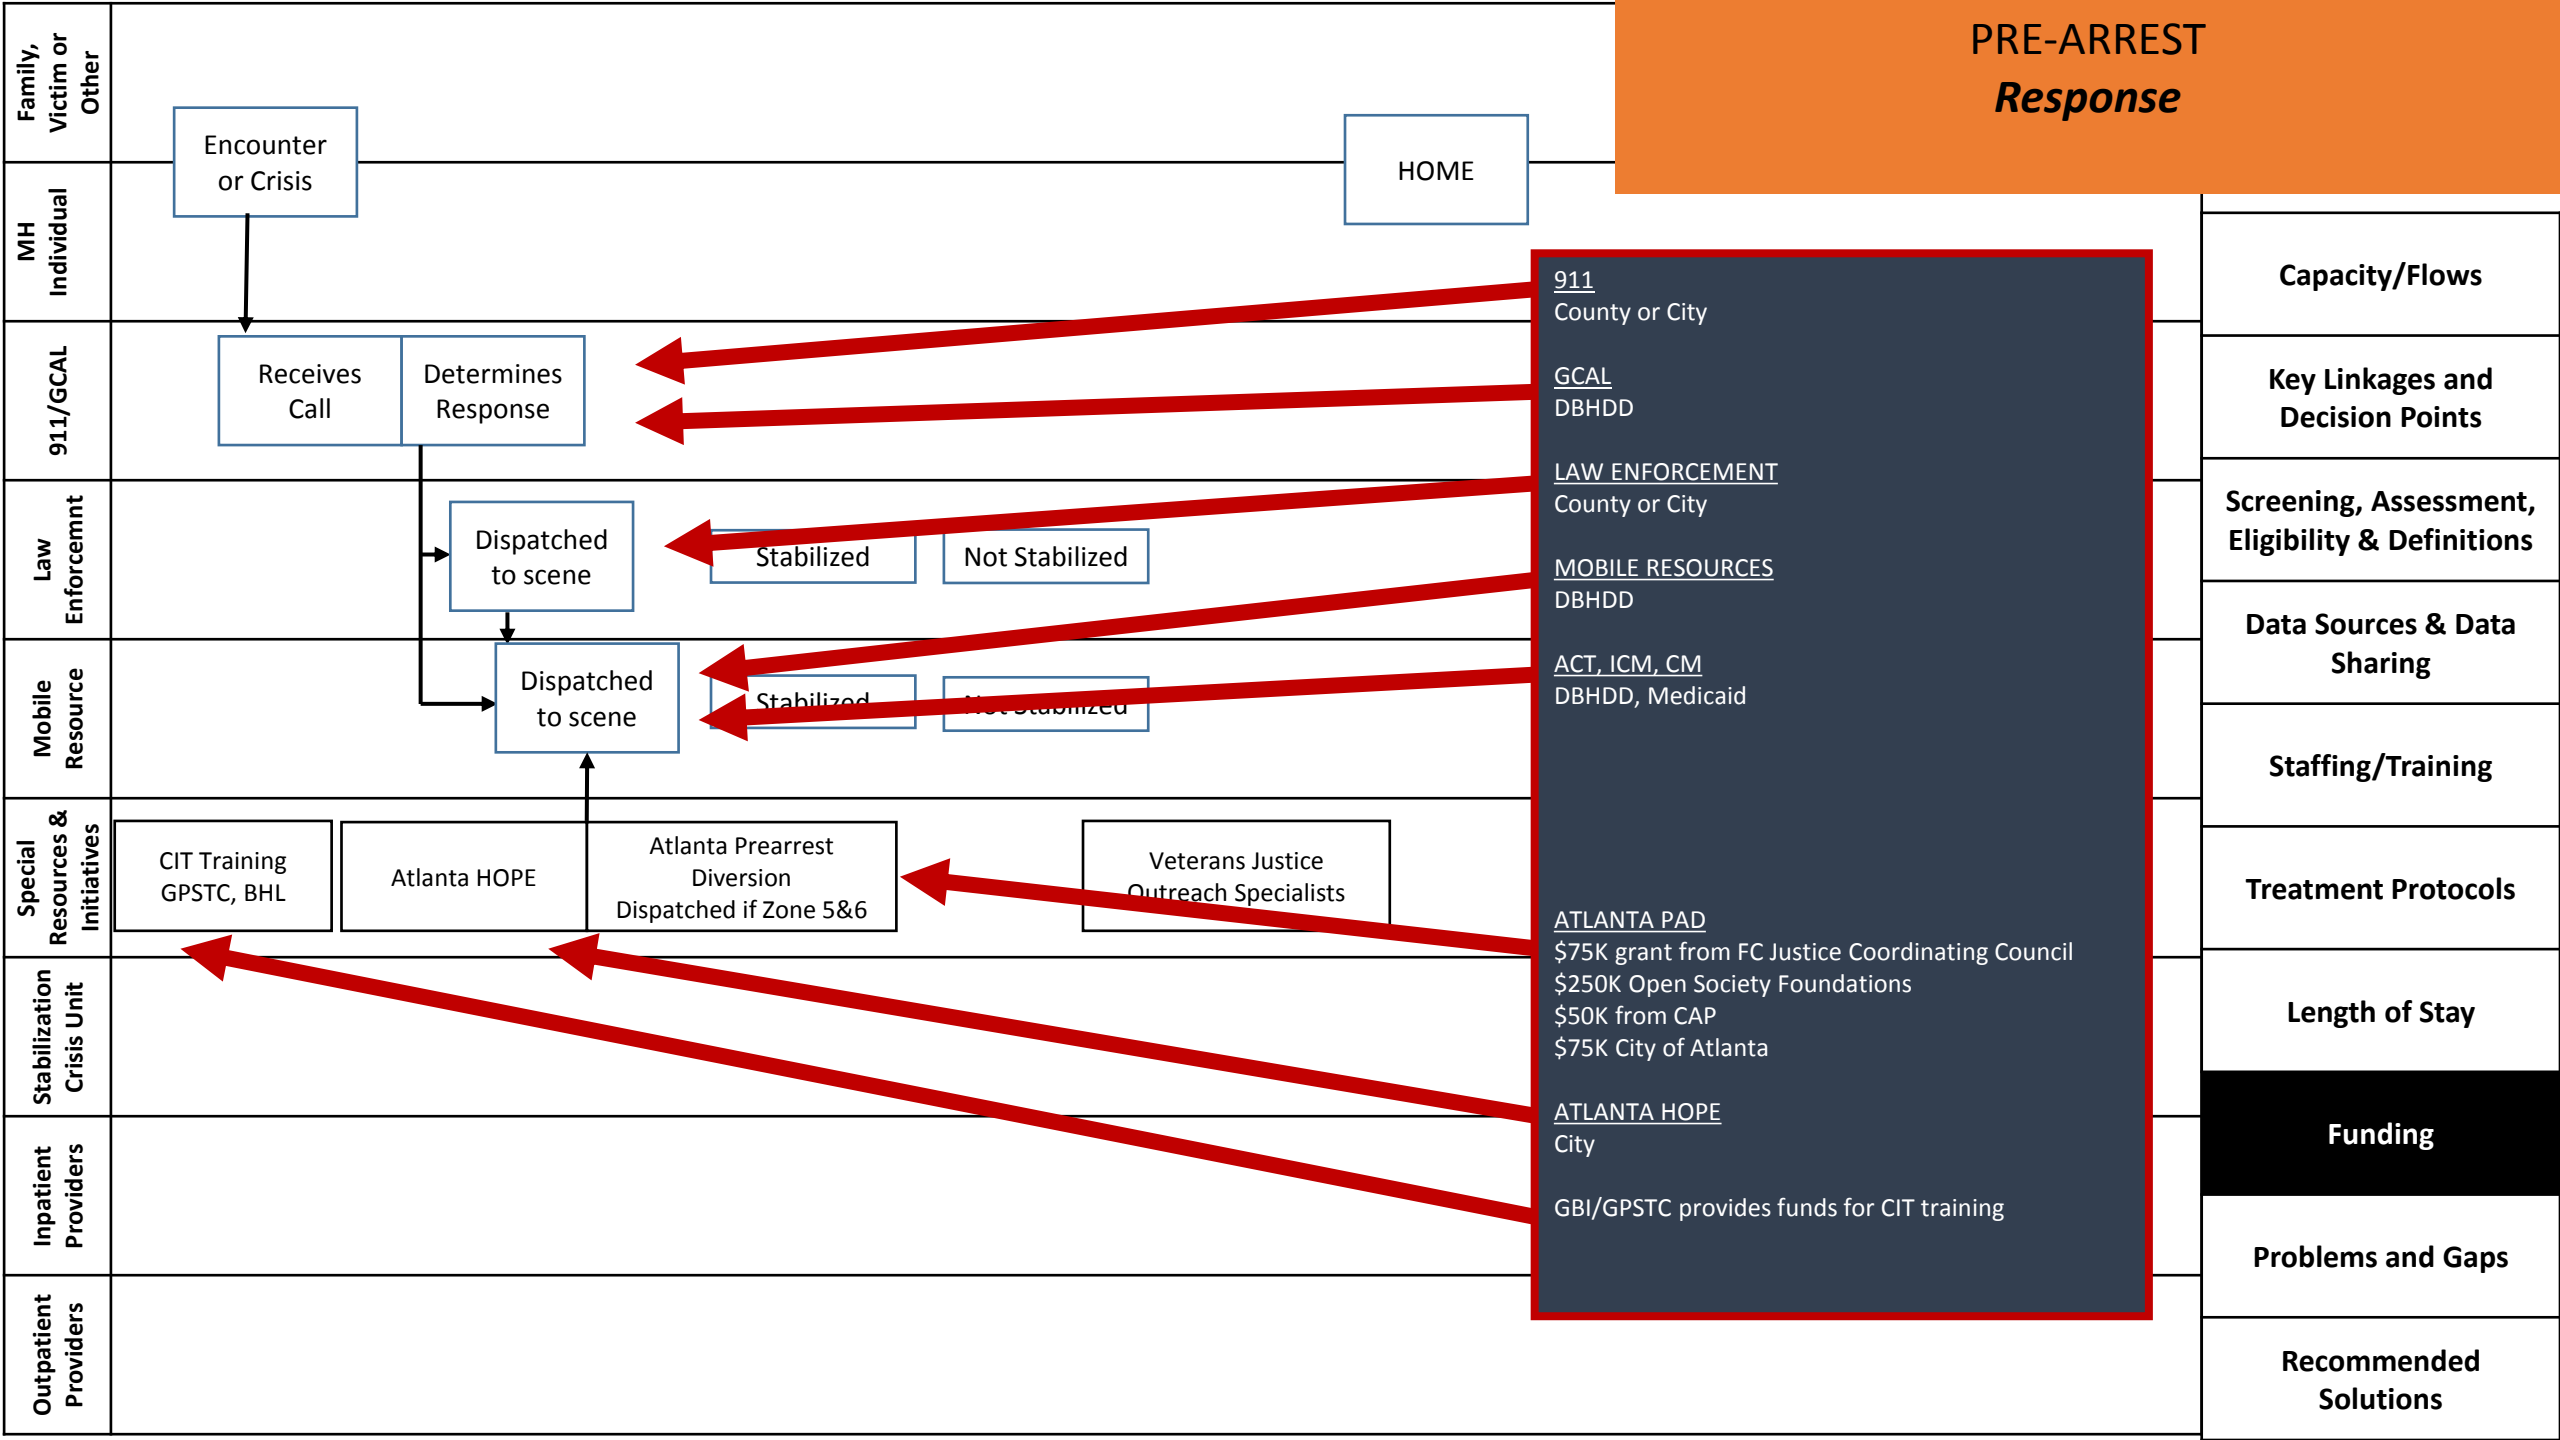 PRE-ARREST
Response
Family,
Victim or
Other
MH
Individual
911/GCAL
Law
Enforcemnt
Mobile
Resource
Special
Resources &
Initiatives
Stabilization
Crisis Unit
Inpatient
Providers
Outpatient
Providers
Encounter
or Crisis
HOME
Receives
Call
Determines
Response
Dispatched
to scene
Stabilized
Not Stabilized
Dispatched
to scene
Stabilized
Not Stabilized
CIT Training
GPSTC, BHL
Atlanta HOPE
Atlanta Prearrest
Diversion
Dispatched if Zone 5&6
Veterans Justice
Outreach Specialists
911
County or City
GCAL
DBHDD
LAW ENFORCEMENT
County or City
MOBILE RESOURCES
DBHDD
ACT, ICM, CM
DBHDD, Medicaid
ATLANTA PAD
$75K grant from FC Justice Coordinating Council
$250K Open Society Foundations
$50K from CAP
$75K City of Atlanta
ATLANTA HOPE
City
GBI/GPSTC provides funds for CIT training
Capacity/Flows
Key Linkages and
Decision Points
Screening, Assessment,
Eligibility & Definitions
Data Sources & Data
Sharing
Staffing/Training
Treatment Protocols
Length of Stay
Funding
Problems and Gaps
Recommended
Solutions